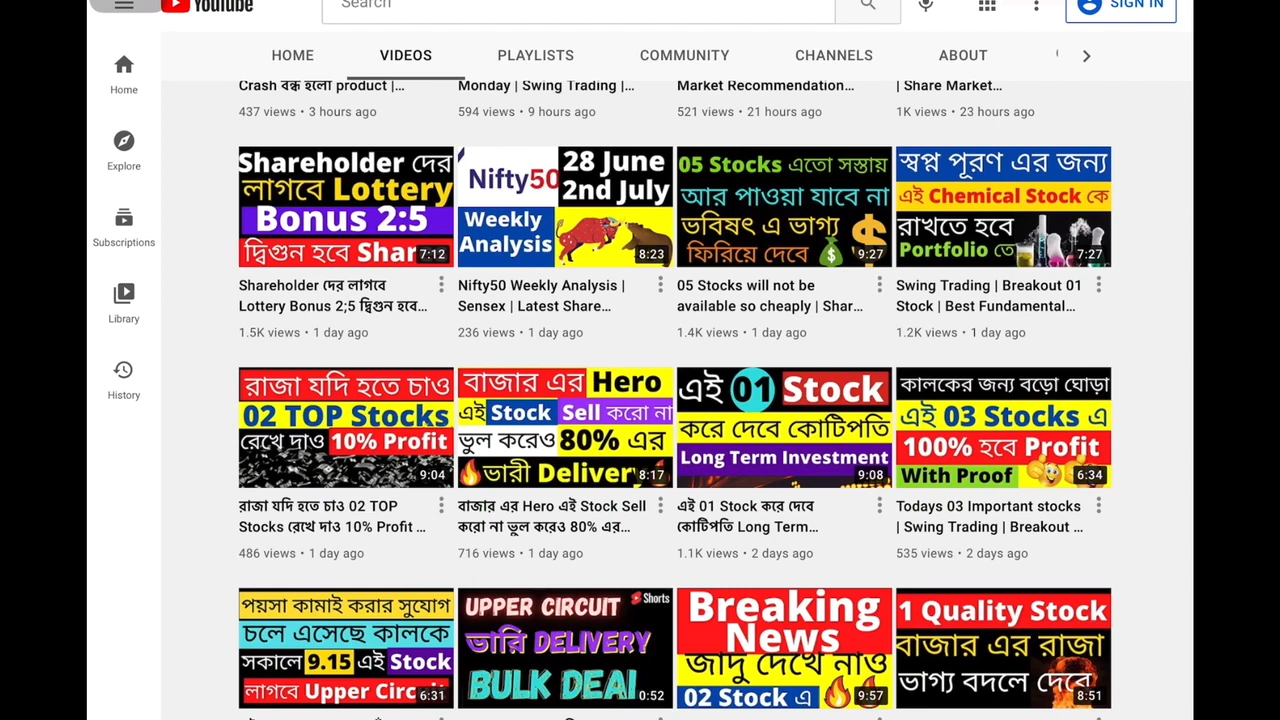 YouTube
Search
SIGN IN
HOME VIDEOS PLAYLISTS COMMUNITY CHANNELS ABOUT
Home
Explore
Subscriptions
Library
History
Crash বন্ধ হলো product |...
437 views • 3 hours ago
Monday | Swing Trading |...
594 views • 9 hours ago
Market Recommendation...
521 views • 21 hours ago
| Share Market...
1K views • 23 hours ago
Shareholder দের
লাগবে Lottery
Bonus 2:5
দ্বিগুন হবে Shar
7:12
Shareholder দের লাগবে
Lottery Bonus 2;5 দ্বিগুন হবে...
1.5K views • 1 day ago
Nifty50
28 June
2nd July
Weekly
Analysis
8:23
Nifty50 Weekly Analysis |
Sensex | Latest Share...
236 views • 1 day ago
05 Stocks এতো সস্তায়
আর পাওয়া যাবে না
ভবিষৎ এ ভাগ্য
ফিরিয়ে দেবে
9:27
05 Stocks will not be
available so cheaply | Shar...
1.4K views • 1 day ago
স্বপ্ন পূরণ এর জন্য
এই Chemical Stock কে
রাখতে হবে
Portfolio তে
7:27
Swing Trading | Breakout 01
Stock | Best Fundamental...
1.2K views • 1 day ago
রাজা যদি হতে চাও
02 TOP Stocks
রেখে দাও 10% Profit
9:04
রাজা যদি হতে চাও 02 TOP
Stocks রেখে দাও 10% Profit ...
486 views • 1 day ago
বাজার এর Hero
এই Stock Sell করো না
ভুল করেও 80% এর
ভারী Delivery
8:17
বাজার এর Hero এই Stock Sell
করো না ভুল করেও 80% এর...
716 views • 1 day ago
এই 01 Stock
করে দেবে কোটিপতি
Long Term Investment
9:08
এই 01 Stock করে দেবে
কোটিপতি Long Term...
1.1K views • 2 days ago
কালকের জন্য বড়ো ঘোড়া
এই 03 Stocks এ
100% হবে Profit
With Proof
6:34
Todays 03 Important stocks
| Swing Trading | Breakout ...
535 views • 2 days ago
পয়সা কামাই করার সুযোগ
চলে এসেছে কালকে
সকালে 9.15 এই Stock
লাগবে Upper Circuit
6:31
Shorts
UPPER CIRCUIT
ভারি DELIVERY
BULK DEAL
0:52
Breaking
News
জাদু দেখে নাও
02 Stock এ
9:57
1 Quality Stock
বাজার এর রাজা
ভাগ্য বদলে দেবে
8:51